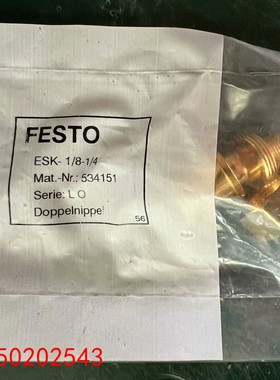 FESTO
ESK- 1/8-1/4
Mat.-Nr.: 534151
Serie: L O
Doppelnippel
56
50202543